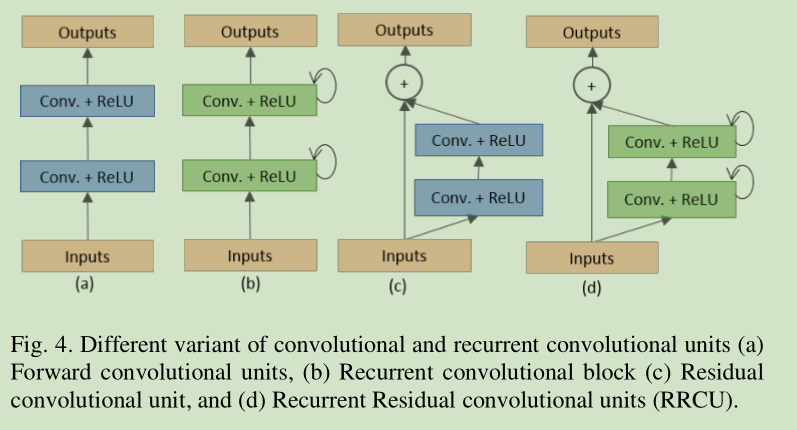 Outputs Outputs Outputs Outputs
+ +
Conv. + ReLU Conv. + ReLU
Conv. + ReLU Conv. + ReLU
Conv. + ReLU Conv. + ReLU
Conv. + ReLU Conv. + ReLU
Inputs Inputs Inputs Inputs
(a) (b) (c) (d)
Fig. 4. Different variant of convolutional and recurrent convolutional units (a)
Forward convolutional units, (b) Recurrent convolutional block (c) Residual
convolutional unit, and (d) Recurrent Residual convolutional units (RRCU).